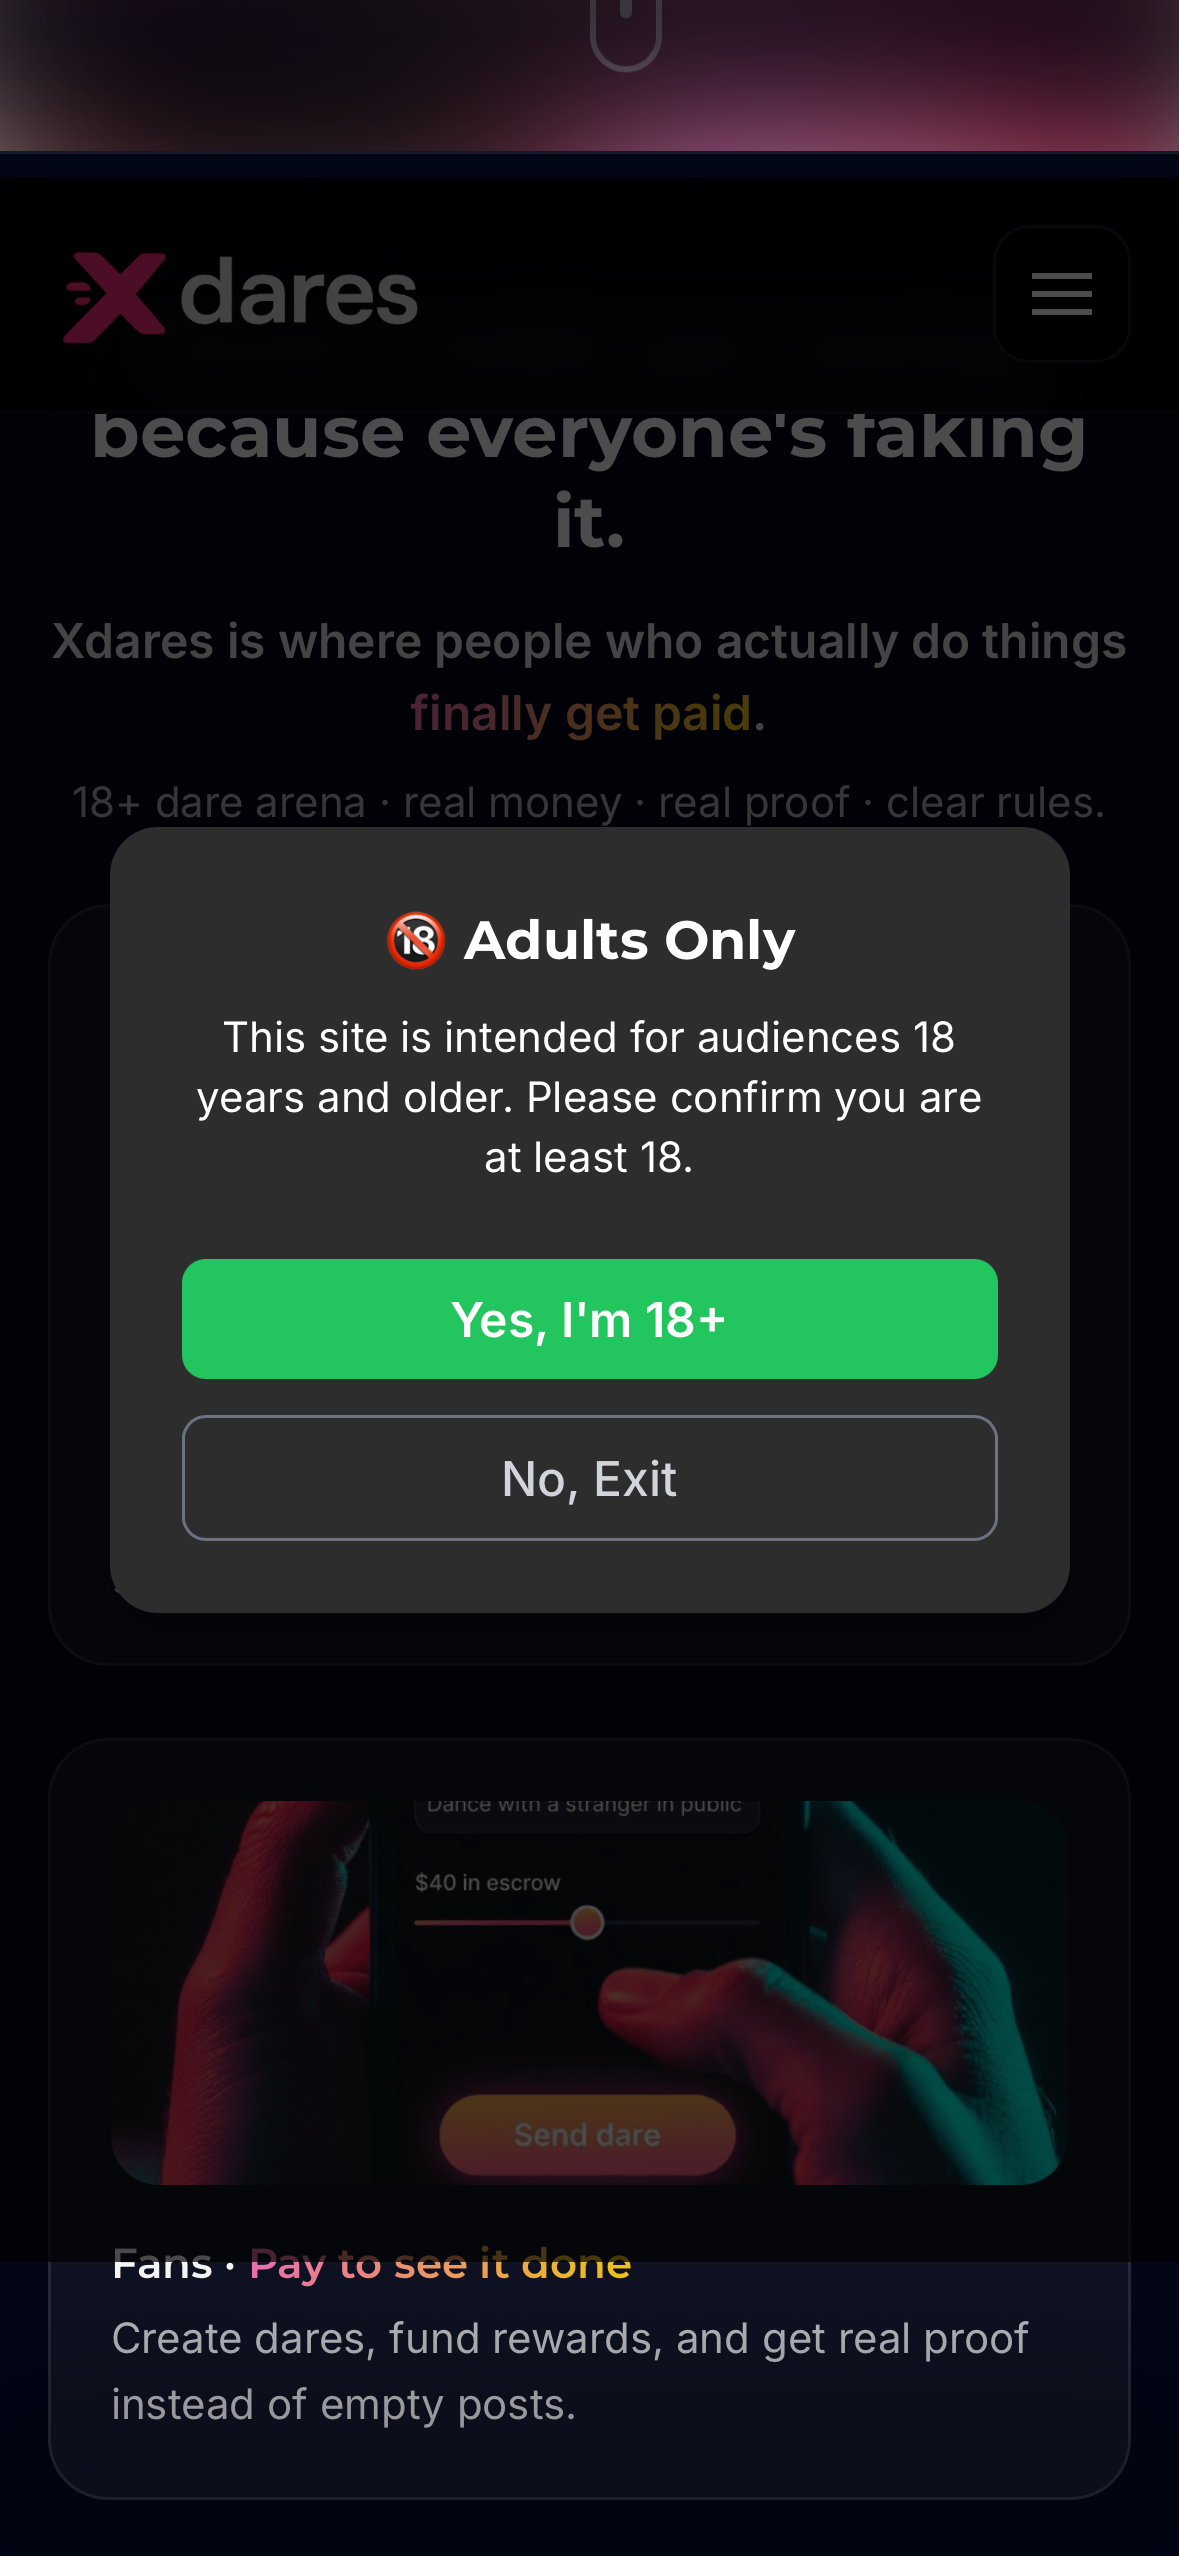 X dares
because everyone's faking
it.
Xdares is where people who actually do things
finally get paid.
18+ dare arena · real money · real proof · clear rules.
🔞 Adults Only
This site is intended for audiences 18
years and older. Please confirm you are
at least 18.
Yes, I'm 18+
No, Exit
Dance with a stranger in public
$40 in escrow
Send dare
Fans · Pay to see it done
Create dares, fund rewards, and get real proof
instead of empty posts.